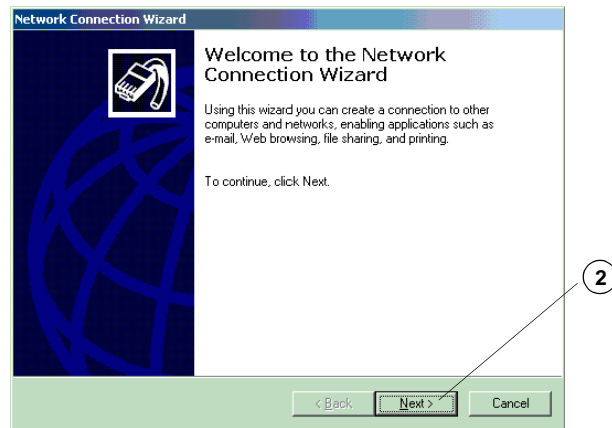 Network Connection Wizard
Welcome to the Network
Connection Wizard
Using this wizard you can create a connection to other
computers and networks, enabling applications such as
e-mail, Web browsing, file sharing, and printing.
To continue, click Next.
2
< Back
Next >
Cancel